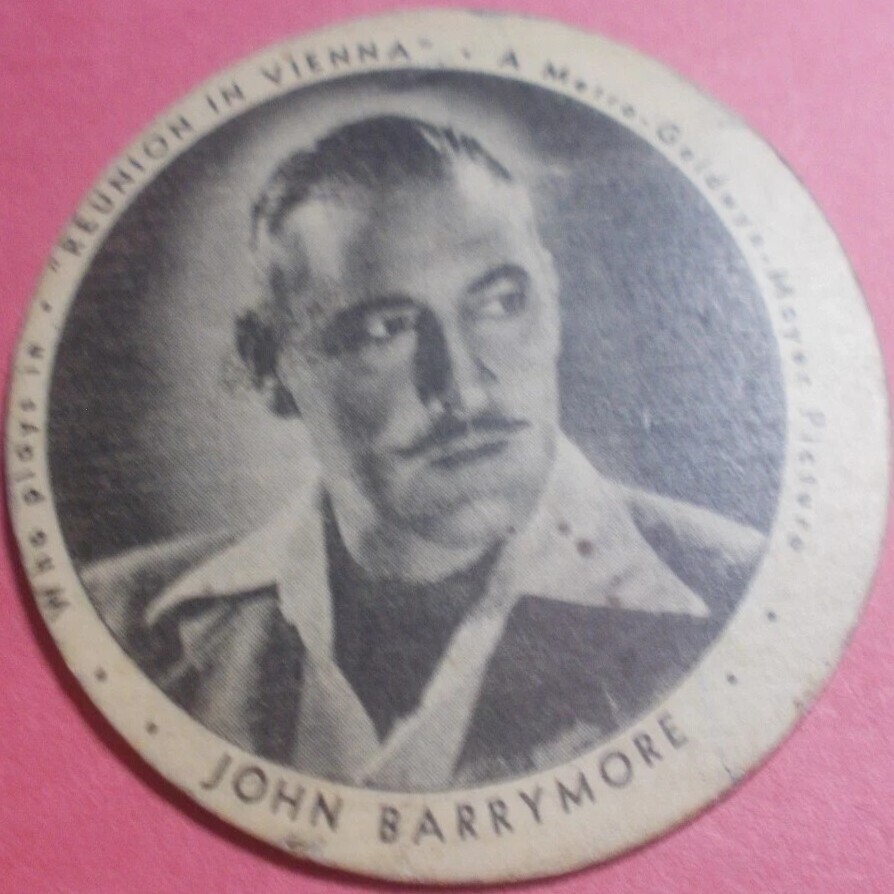 Who plays in • "REUNION IN VIENNA" • A Metro-Goldwyn-Mayer Picture
JOHN BARRYMORE